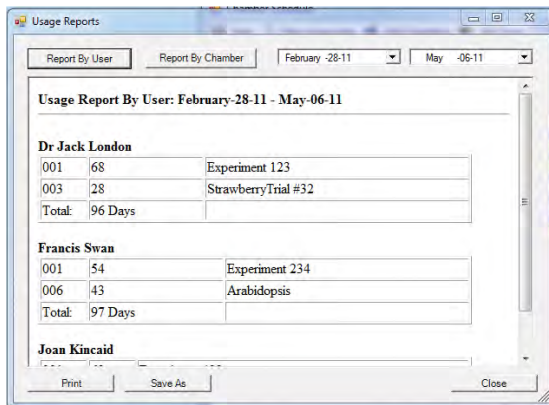 Usage Reports
Report By User Report By Chamber February -28-11 May -06-11
Usage Report By User: February-28-11 - May-06-11
Dr Jack London
001 68 Experiment 123
003 28 StrawberryTrial #32
Total: 96 Days
Francis Swan
001 54 Experiment 234
006 43 Arabidopsis
Total: 97 Days
Joan Kincaid
Print Save As Close